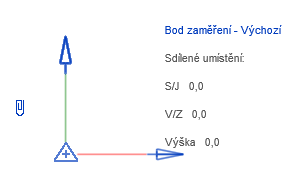 Bod zaměření - Výchozí
Sdílené umístění:
S/J 0,0
V/Z 0,0
Výška 0,0